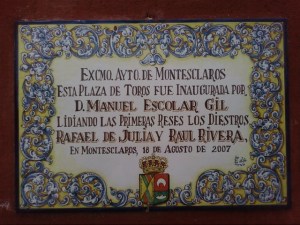 EXCMO. AYTO. DE MONTESCLAROS
ESTA PLAZA DE TOROS FUE INAUGURADA POR
D. MANUEL ESCOLAR GIL
LIDIANDO LAS PRIMERAS RESES LOS DIESTROS
RAFAEL DE JULIA Y RAUL RIVERA,
EN MONTESCLAROS, 18 DE AGOSTO DE 2007